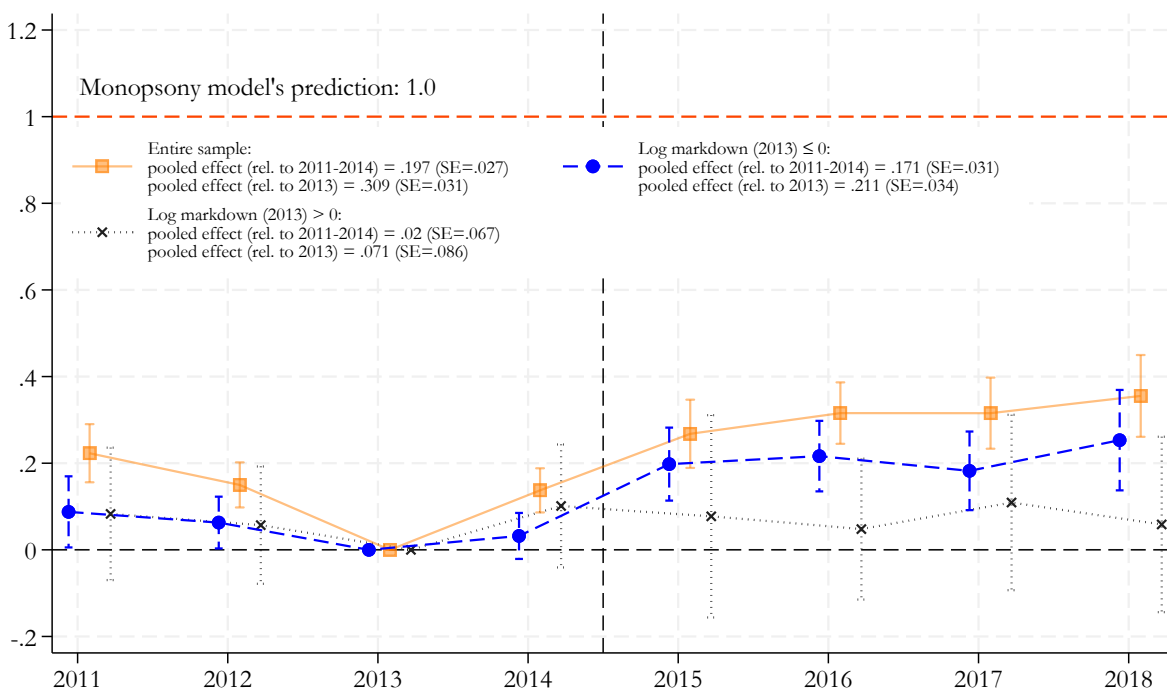 1.2
Monopsony model's prediction: 1.0
1
Entire sample:
pooled effect (rel. to 2011-2014) = .197 (SE=.027)
pooled effect (rel. to 2013) = .309 (SE=.031)
Log markdown (2013) ≤ 0:
pooled effect (rel. to 2011-2014) = .171 (SE=.031)
pooled effect (rel. to 2013) = .211 (SE=.034)
Log markdown (2013) > 0:
pooled effect (rel. to 2011-2014) = .02 (SE=.067)
pooled effect (rel. to 2013) = .071 (SE=.086)
.8
.6
.4
.2
0
-.2
2011 2012 2013 2014 2015 2016 2017 2018